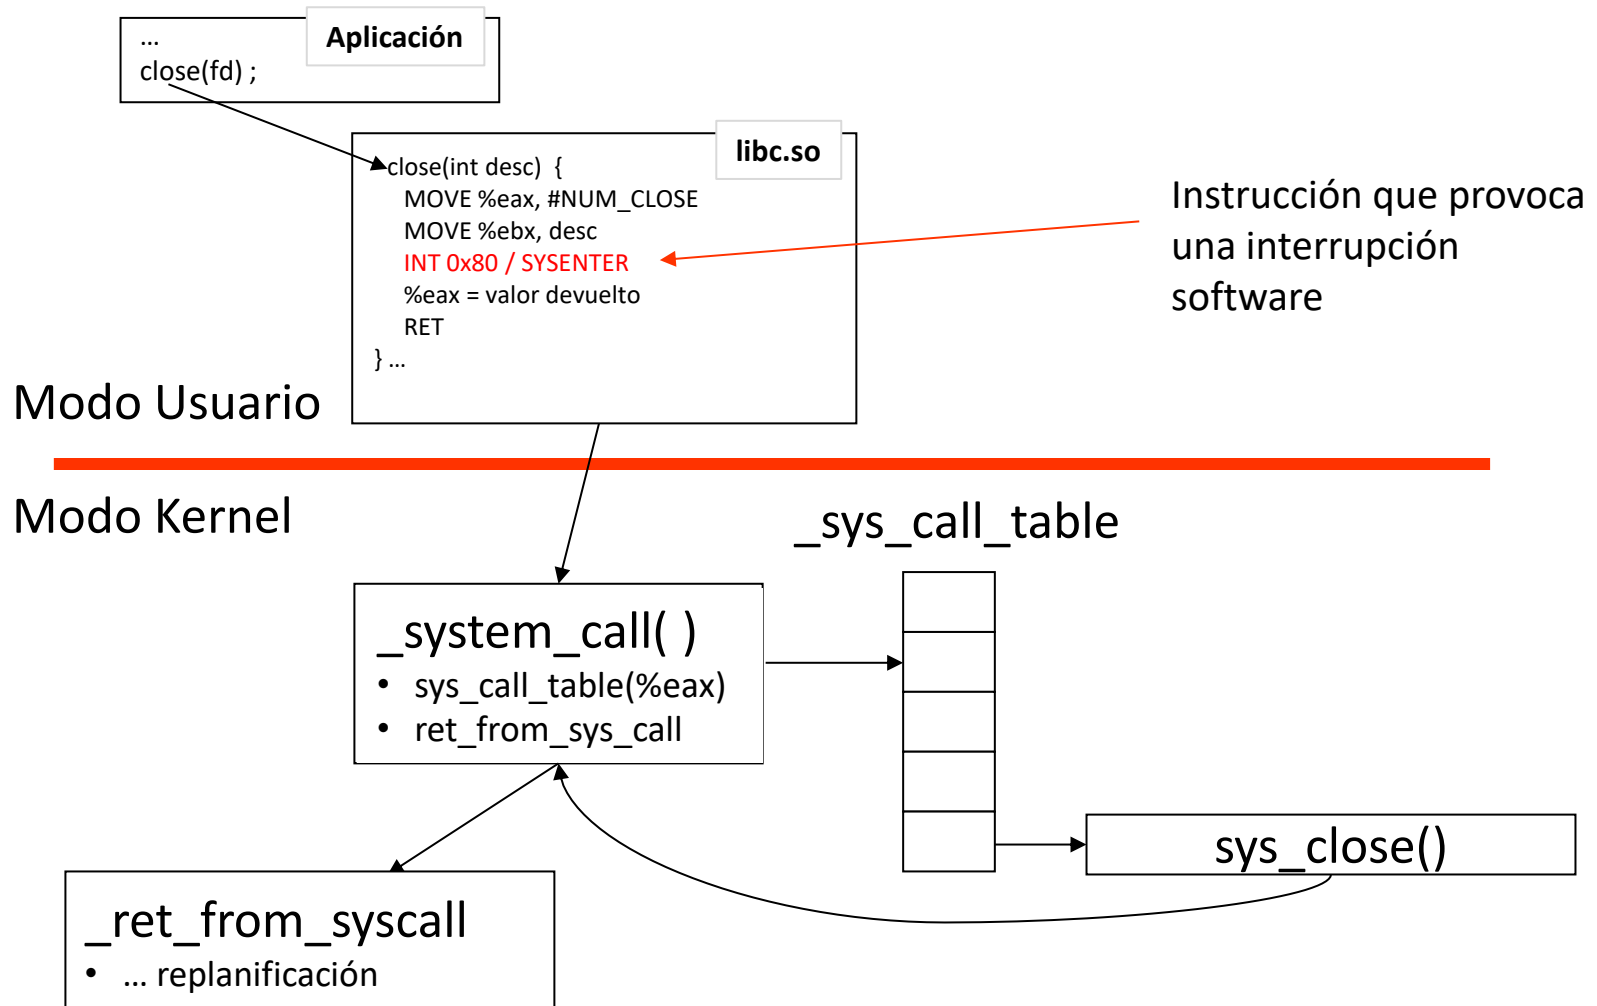 Aplicación
...
close(fd) ;
libc.so
close(int desc) {
MOVE %eax, #NUM_CLOSE
MOVE %ebx, desc
INT 0x80 / SYSENTER
%eax = valor devuelto
RET
} ...
Instrucción que provoca
una interrupción
software
Modo Usuario
Modo Kernel
_sys_call_table
_system_call( )
• sys_call_table(%eax)
• ret_from_sys_call
sys_close()
_ret_from_syscall
• ... replanificación